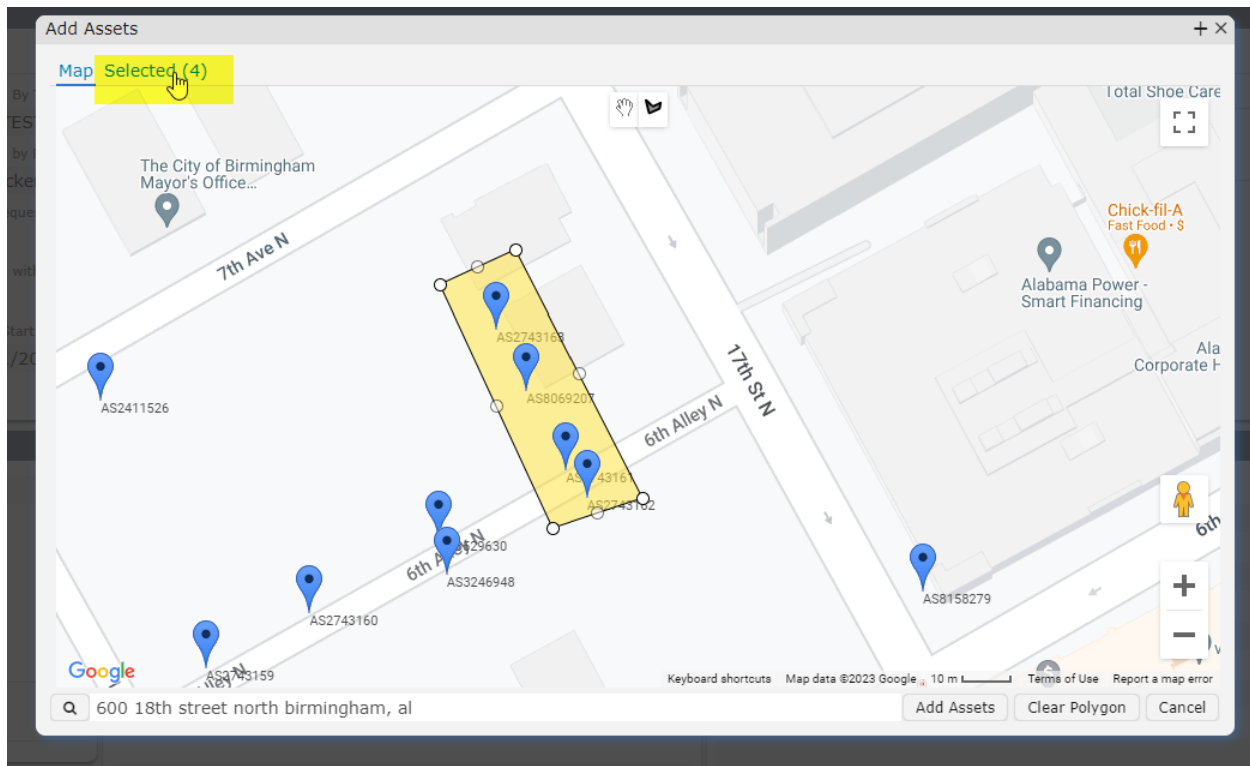 Add Assets
Map
Selected (4)
Total Shoe Care
The City of Birmingham
Mayor's Office...
7th Ave N
Chick-fil-A
Fast Food • $
Alabama Power -
Smart Financing
AS2743163
17th St N
Corporate H
AS2411526
AS8069207
6th Alley N
AS2743161
AS2743162
6th Alley N
AS3246948
AS8158279
6th
AS2743160
AS2743159
Google
Keyboard shortcuts
Map data ©2023 Google
10 m
Terms of Use
Report a map error
600 18th street north birmingham, al
Add Assets
Clear Polygon
Cancel